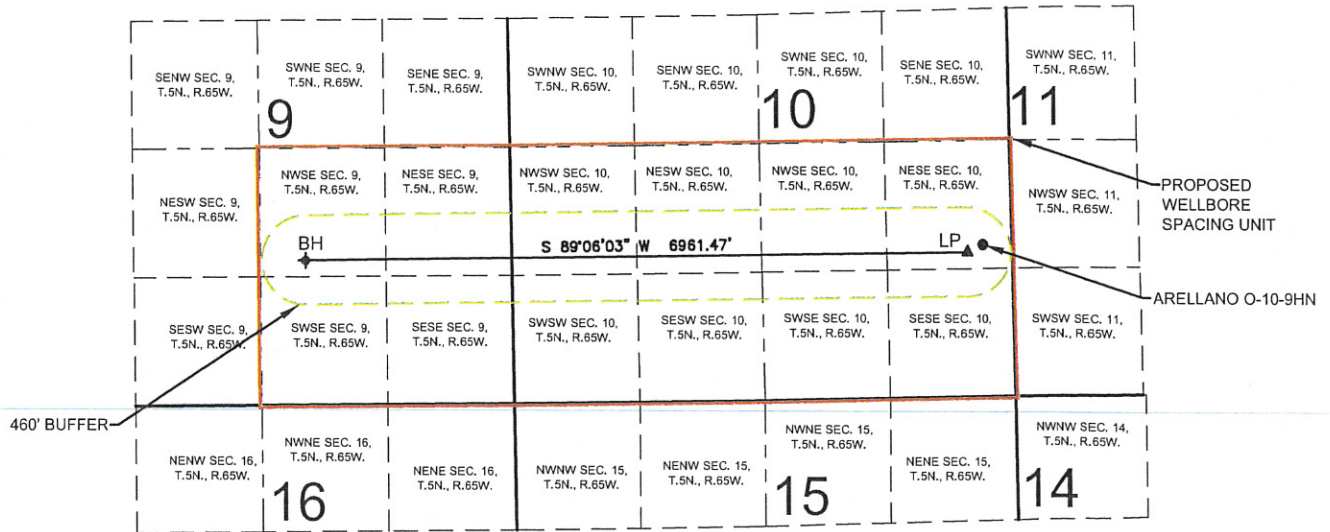 SENW SEC. 9,
T.5N., R.65W.
SWNE SEC. 9,
T.5N., R.65W.
SENE SEC. 9,
T.5N., R.65W.
SWNW SEC. 10,
T.5N., R.65W.
SENW SEC. 10,
T.5N., R.65W.
SWNE SEC. 10,
T.5N., R.65W.
SENE SEC. 10,
T.5N., R.65W.
SWNW SEC. 11,
T.5N., R.65W.
9
10
11
NESW SEC. 9,
T.5N., R.65W.
NWSE SEC. 9,
T.5N., R.65W.
NESE SEC. 9,
T.5N., R.65W.
NWSW SEC. 10,
T.5N., R.65W.
NESW SEC. 10,
T.5N., R.65W.
NWSE SEC. 10,
T.5N., R.65W.
NESE SEC. 10,
T.5N., R.65W.
NWSW SEC. 11,
T.5N., R.65W.
PROPOSED
WELLBORE
SPACING UNIT
BH
S 89°06'03" W 6961.47'
LP
ARELLANO O-10-9HN
SESW SEC. 9,
T.5N., R.65W.
SWSE SEC. 9,
T.5N., R.65W.
SESE SEC. 9,
T.5N., R.65W.
SWSW SEC. 10,
T.5N., R.65W.
SESW SEC. 10,
T.5N., R.65W.
SWSE SEC. 10,
T.5N., R.65W.
SESE SEC. 10,
T.5N., R.65W.
SWSW SEC. 11,
T.5N., R.65W.
460' BUFFER
NENW SEC. 16,
T.5N., R.65W.
NWNE SEC. 16,
T.5N., R.65W.
NENE SEC. 16,
T.5N., R.65W.
NWNW SEC. 15,
T.5N., R.65W.
NENW SEC. 15,
T.5N., R.65W.
NWNE SEC. 15,
T.5N., R.65W.
NENE SEC. 15,
T.5N., R.65W.
NWNW SEC. 14,
T.5N., R.65W.
16
15
14